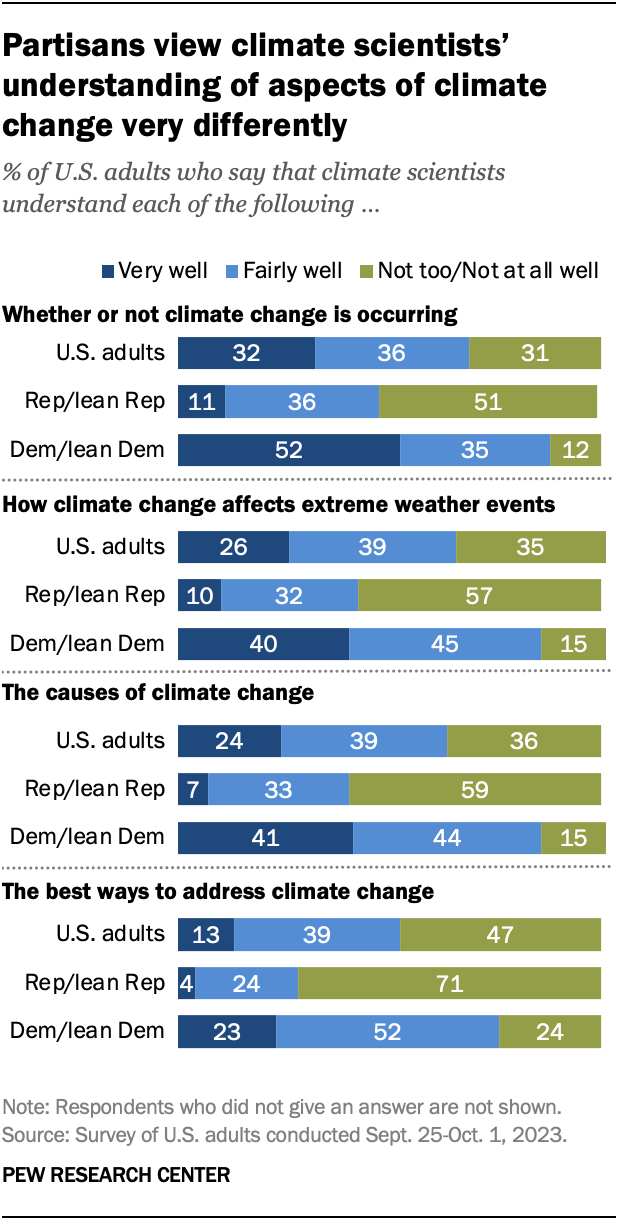 Partisans view climate scientists’
understanding of aspects of climate
change very differently
% of U.S. adults who say that climate scientists
understand each of the following ...
Very well Fairly well Not too/Not at all well
Whether or not climate change is occurring
U.S. adults 32 36 31
Rep/lean Rep 11 36 51
Dem/lean Dem 52 35 12
How climate change affects extreme weather events
U.S. adults 26 39 35
Rep/lean Rep 10 32 57
Dem/lean Dem 40 45 15
The causes of climate change
U.S. adults 24 39 36
Rep/lean Rep 7 33 59
Dem/lean Dem 41 44 15
The best ways to address climate change
U.S. adults 13 39 47
Rep/lean Rep 4 24 71
Dem/lean Dem 23 52 24
Note: Respondents who did not give an answer are not shown.
Source: Survey of U.S. adults conducted Sept. 25-Oct. 1, 2023.
PEW RESEARCH CENTER